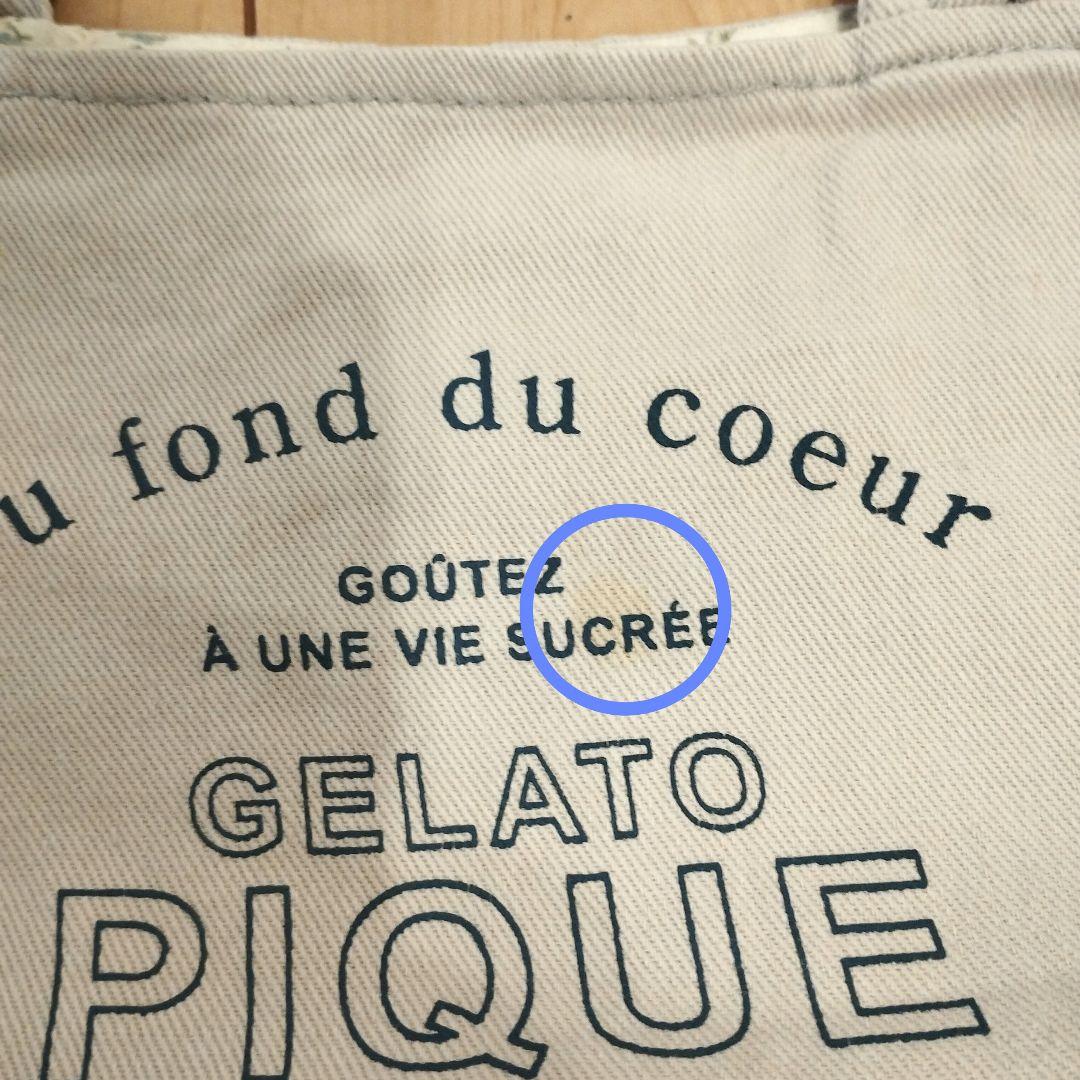 u fond du coeur
GOÛTEZ
À UNE VIE SUCRÉE
GELATO
PIQUE